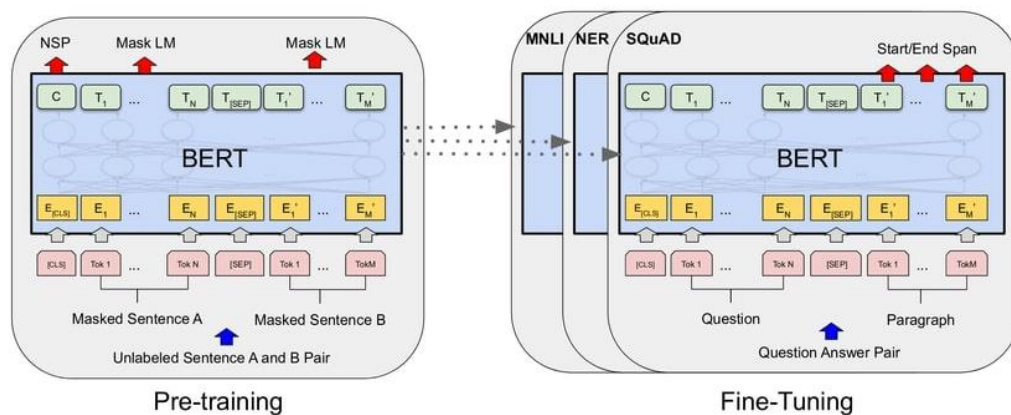 NSP Mask LM Mask LM
C T1 ... TN T[SEP] T1' ... TM'
BERT
E[CLS] E1 ... EN E[SEP] E1' ... EM'
[CLS] Tok 1 ... Tok N [SEP] Tok 1 ... TokM
Masked Sentence A Masked Sentence B
Unlabeled Sentence A and B Pair
Pre-training
MNLI NER SQuAD
Start/End Span
C T1 ... TN T[SEP] T1' ... TM'
BERT
E[CLS] E1 ... EN E[SEP] E1' ... EM'
[CLS] Tok 1 ... Tok N [SEP] Tok 1 ... TokM
Question Paragraph
Question Answer Pair
Fine-Tuning